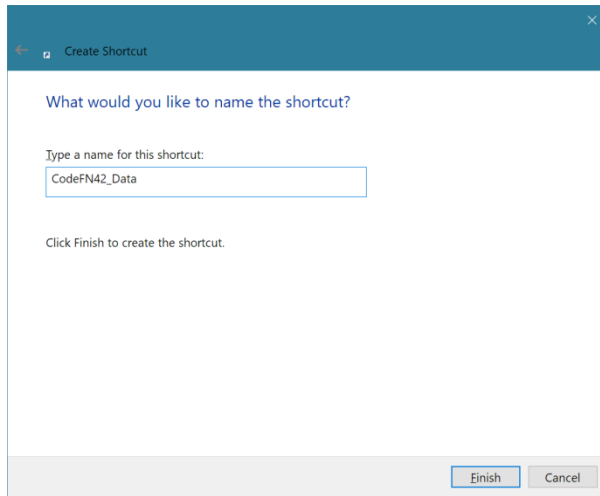 Create Shortcut
What would you like to name the shortcut?
Type a name for this shortcut:
CodeFN42_Data
Click Finish to create the shortcut.
Finish
Cancel